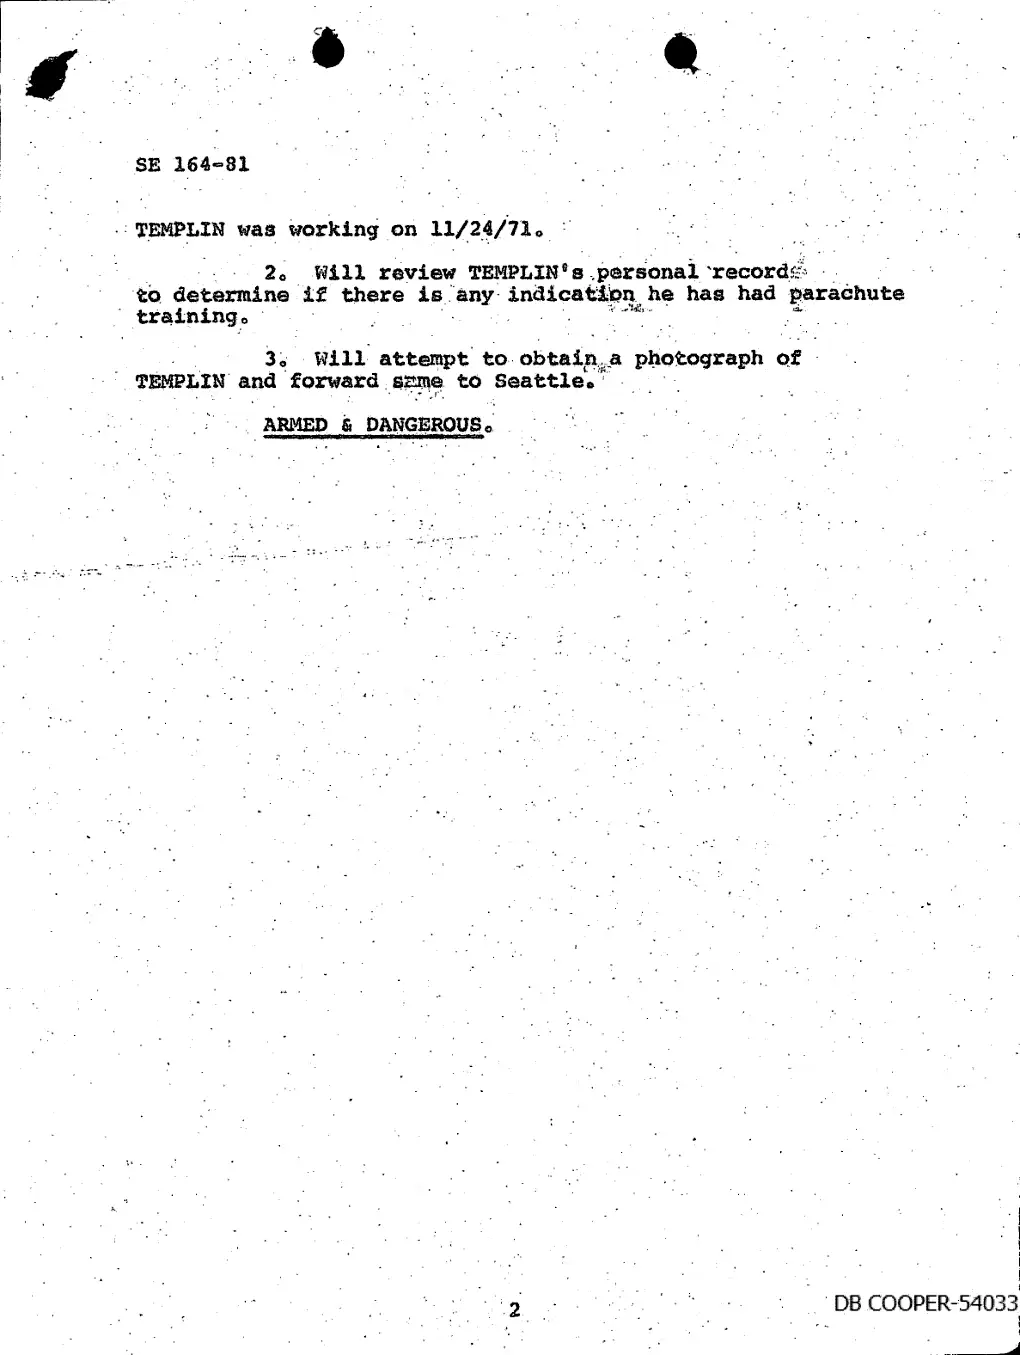 SE 164-81
TEMPLIN was working on 11/24/71.
2. Will review TEMPLIN's personal records
to determine if there is any indication he has had parachute
training.
3. Will attempt to obtain a photograph of
TEMPLIN and forward same to Seattle.
ARMED & DANGEROUS.
2
DB COOPER-54033